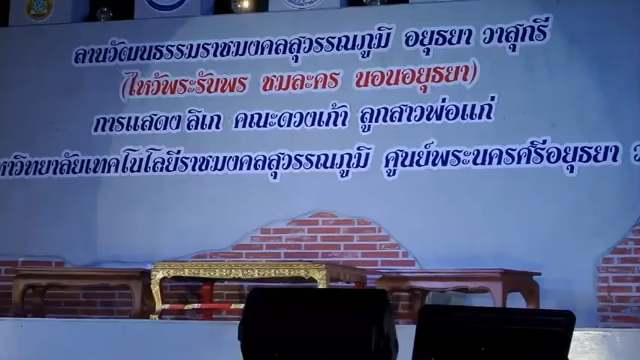 ลานวัฒนธรรมราชมงคลสุวรรณภูมิ อยุธยา วาสุกรี
(ไหว้พระรับพร ชมละคร นอนอยุธยา)
การแสดง ลิเก คณะดวงเก้า ลูกสาวพ่อแก่
หาวิทยาลัยเทคโนโลยีราชมงคลสุวรรณภูมิ ศูนย์พระนครศรีอยุธยา ว